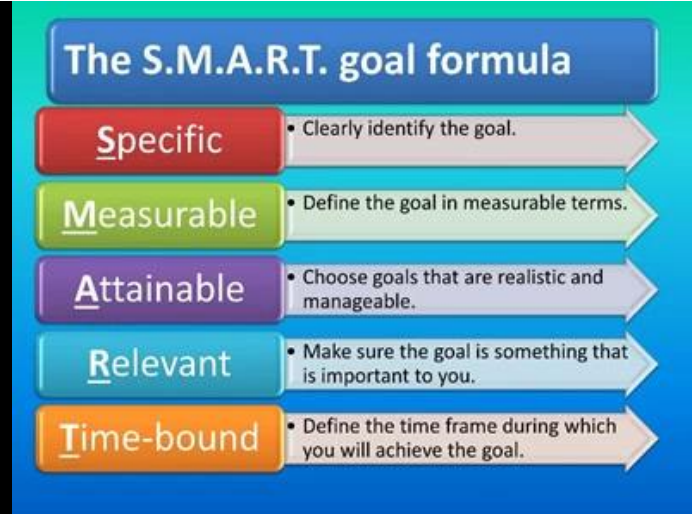 The S.M.A.R.T. goal formula
Specific
• Clearly identify the goal.
Measurable
• Define the goal in measurable terms.
Attainable
• Choose goals that are realistic and
manageable.
Relevant
• Make sure the goal is something that
is important to you.
Time-bound
• Define the time frame during which
you will achieve the goal.